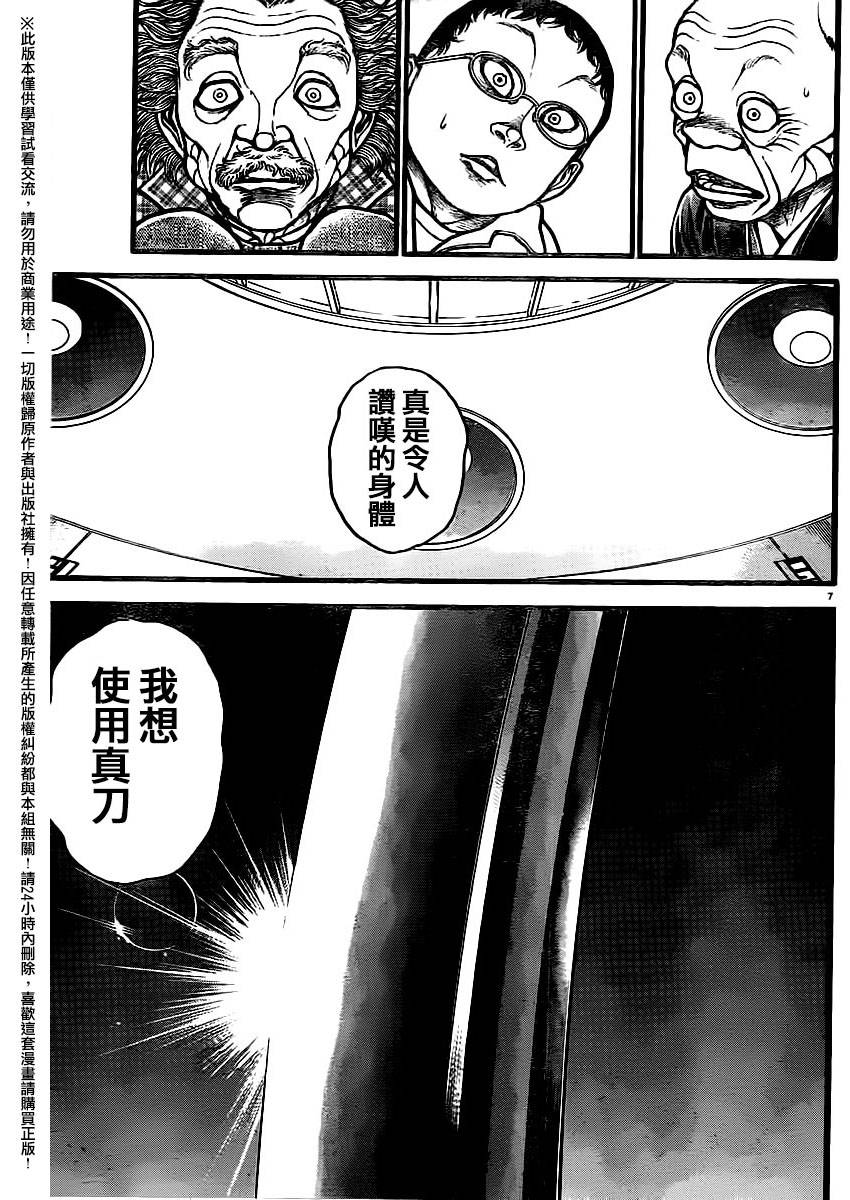 真是令人
讚嘆的身體
7
我想
使用真刀
※此版本僅供學習試看交流，請勿用於商業用途！一切版權歸原作者與出版社擁有！因任意轉載所產生的版權糾紛都與本組無關！請24小時內刪除，喜歡這套漫畫請購買正版！